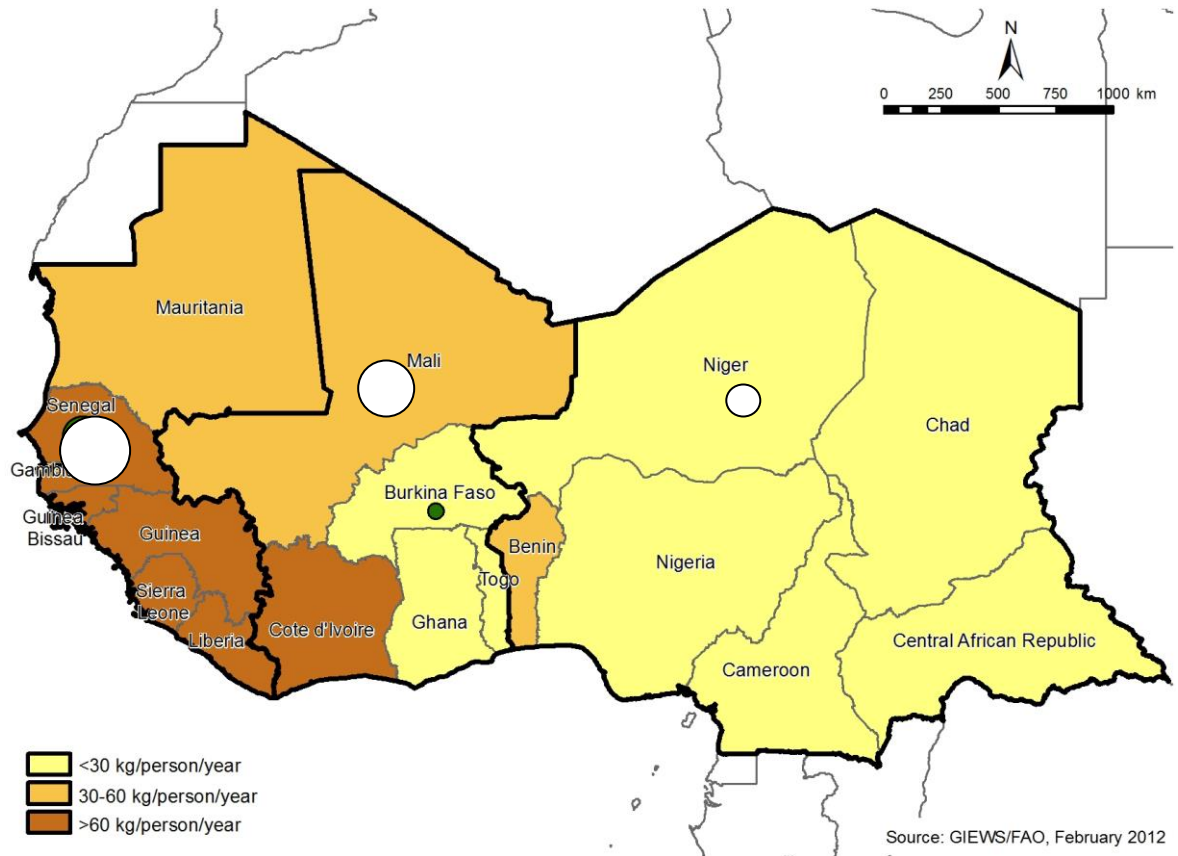 N
0 250 500 750 1000 km
Mauritania
Mali
Niger
Chad
Senegal
Guinea
Bissau
Guinea
Burkina Faso
Benin
Nigeria
Togo
Sierra
Leone
Liberia
Cote d'Ivoire
Ghana
Central African Republic
Cameroon
<30 kg/person/year
30-60 kg/person/year
>60 kg/person/year
Source: GIEWS/FAO, February 2012